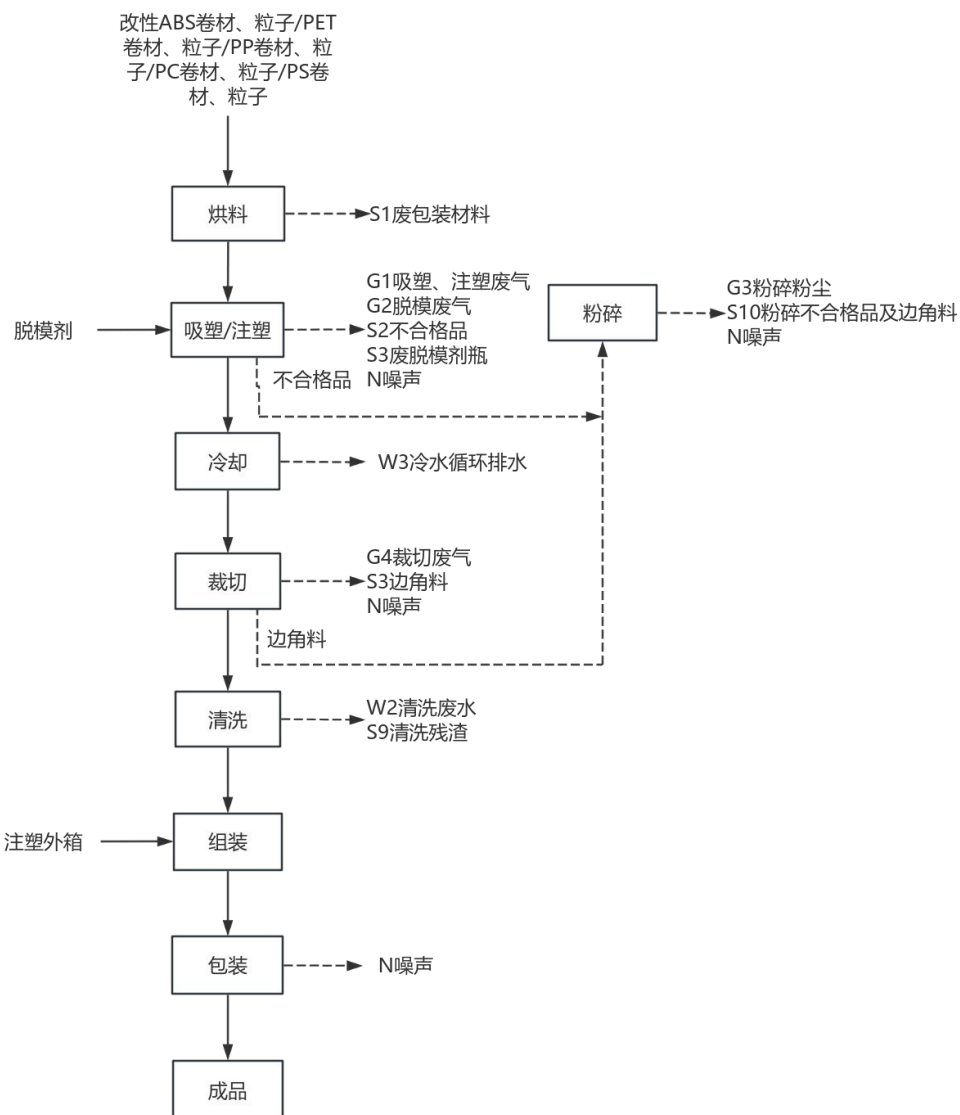 改性ABS卷材、粒子/PET
卷材、粒子/PP卷材、粒
子/PC卷材、粒子/PS卷
材、粒子
烘料
S1废包装材料
脱模剂
吸塑/注塑
G1吸塑、注塑废气
G2脱模废气
S2不合格品
S3废脱模剂瓶
N噪声
不合格品
粉碎
G3粉碎粉尘
S10粉碎不合格品及边角料
N噪声
冷却
W3冷水循环排水
裁切
G4裁切废气
S3边角料
N噪声
边角料
清洗
W2清洗废水
S9清洗残渣
注塑外箱
组装
包装
N噪声
成品